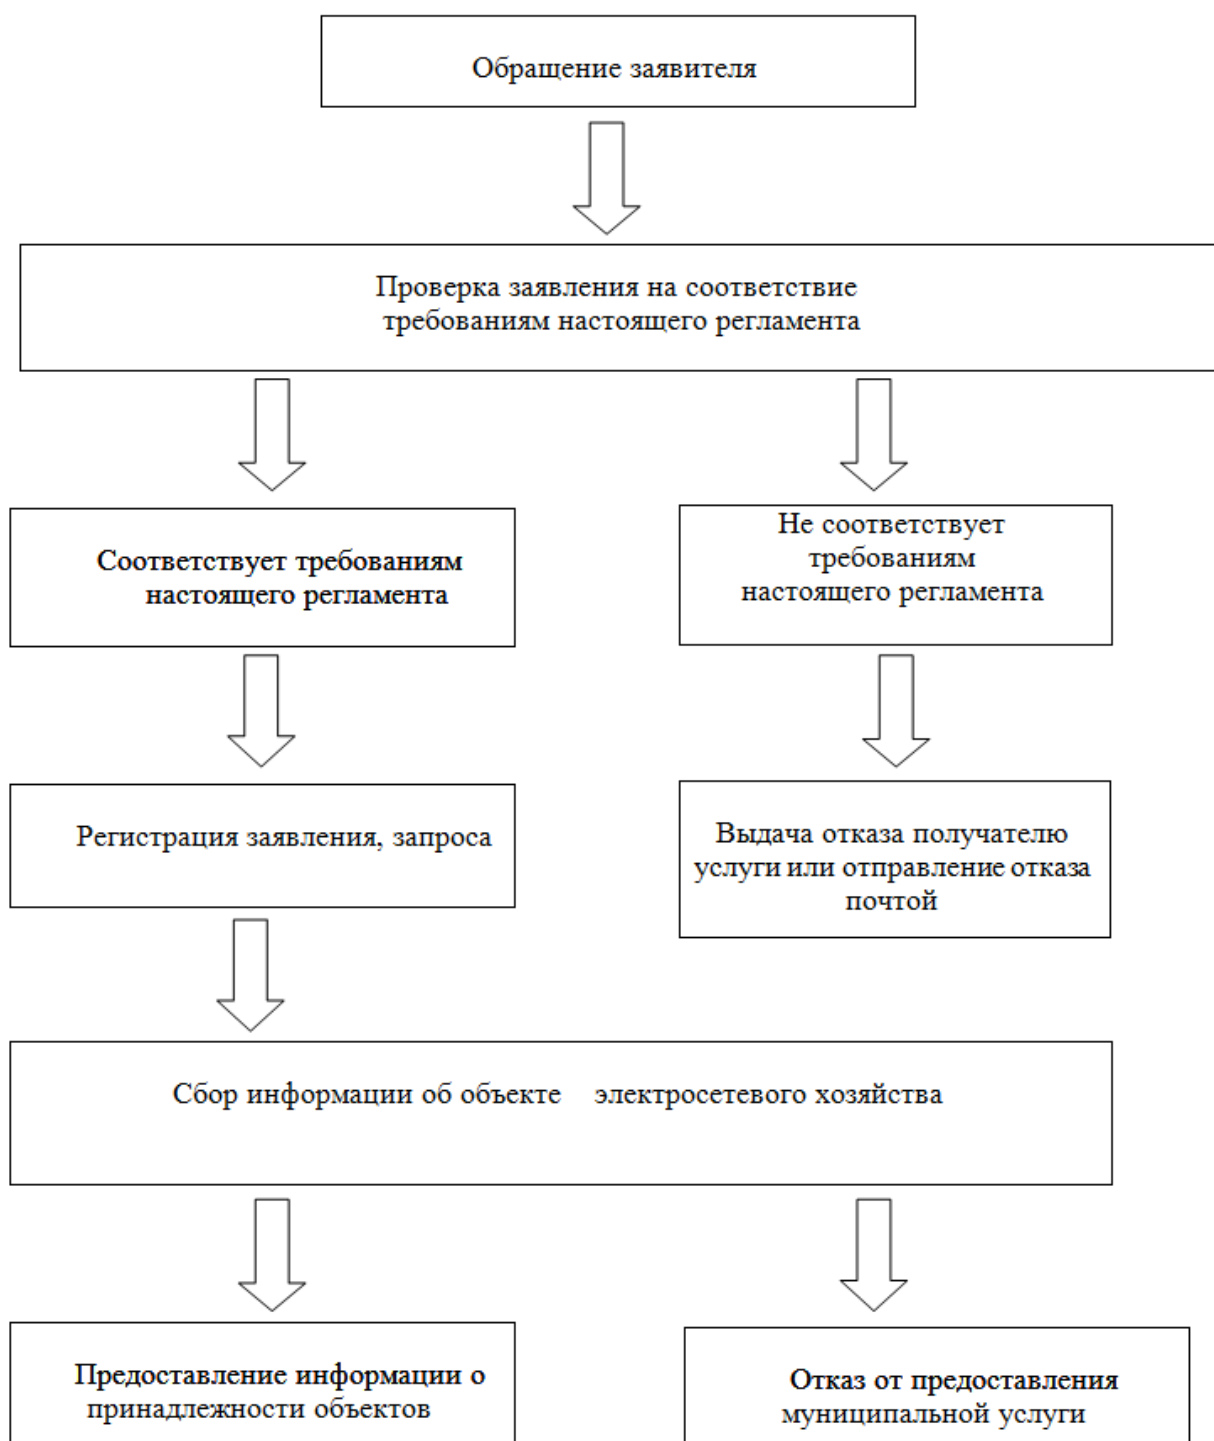 Обращение заявителя
Проверка заявления на соответствие
требованиям настоящего регламента
Соответствует требованиям
настоящего регламента
Не соответствует
требованиям
настоящего регламента
Регистрация заявления, запроса
Выдача отказа получателю
услуги или отправление отказа
почтой
Сбор информации об объекте электросетевого хозяйства
Предоставление информации о
принадлежности объектов
Отказ от предоставления
муниципальной услуги